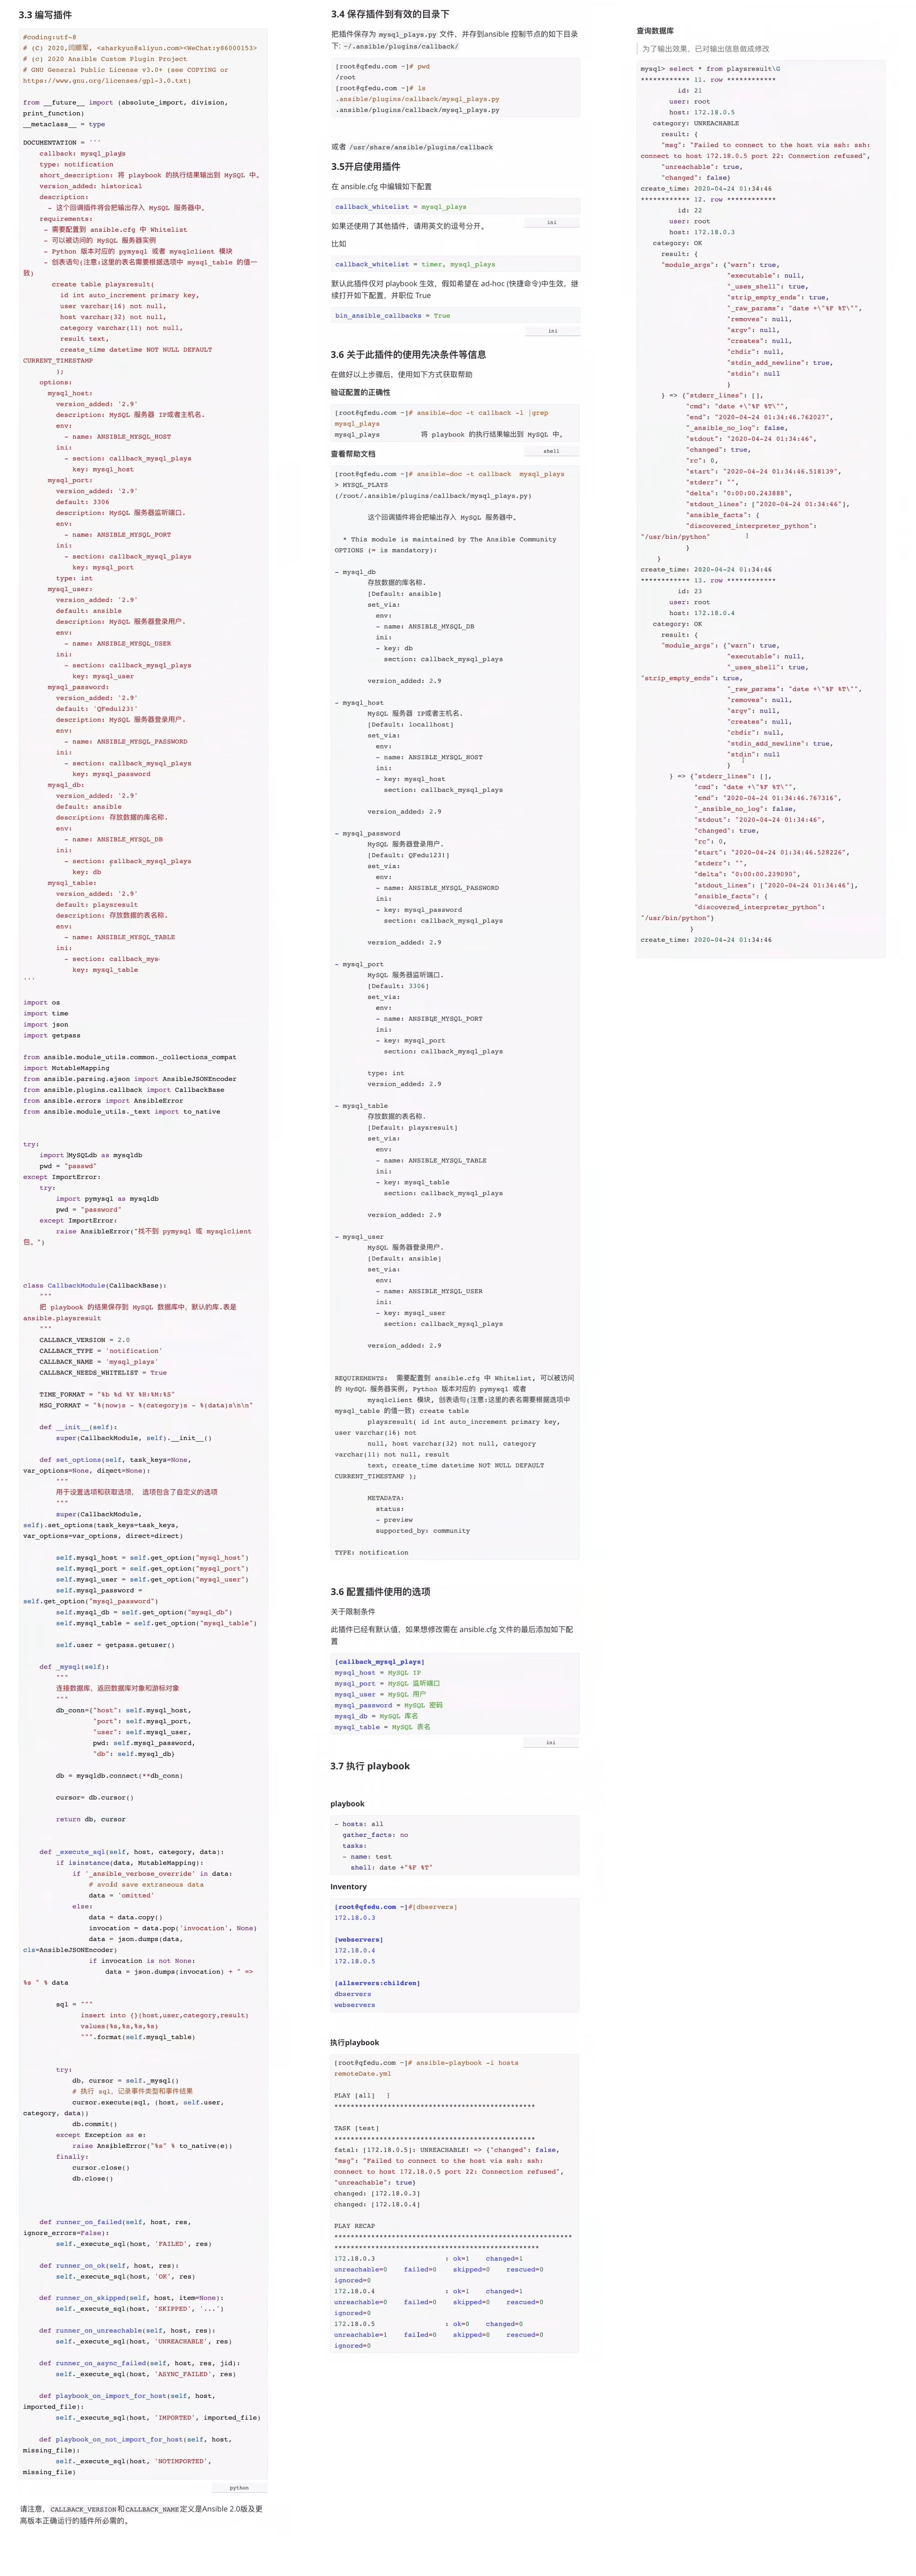 3.3 编写插件
#coding:utf-8
# (C) 2020,闫顺军, <sharkyun@aliyun.com><WeChat:y86000153>
# (c) 2020 Ansible Custom Plugin Project
# GNU General Public License v3.0+ (see COPYING or
https://www.gnu.org/licenses/gpl-3.0.txt)
from __future__ import (absolute_import, division,
print_function)
__metaclass__ = type
DOCUMENTATION = '''
callback: mysql_plays
type: notification
short_description: 将 playbook 的执行结果输出到 MySQL 中。
version_added: historical
description:
- 这个回调插件将会把输出存入 MySQL 服务器中。
requirements:
- 需要配置到 ansible.cfg 中 Whitelist
- 可以被访问的 MySQL 服务器实例
- Python 版本对应的 pymysql 或者 mysqlclient 模块
- 创表语句(注意:这里的表名需要根据选项中 mysql_table 的值一
致)
create table playsresult(
id int auto_increment primary key,
user varchar(16) not null,
host varchar(32) not null,
category varchar(11) not null,
result text,
create_time datetime NOT NULL DEFAULT
CURRENT_TIMESTAMP
);
options:
mysql_host:
version_added: '2.9'
description: MySQL 服务器 IP或者主机名.
env:
- name: ANSIBLE_MYSQL_HOST
ini:
- section: callback_mysql_plays
key: mysql_host
mysql_port:
version_added: '2.9'
default: 3306
description: MySQL 服务器监听端口.
env:
- name: ANSIBLE_MYSQL_PORT
ini:
- section: callback_mysql_plays
key: mysql_port
type: int
mysql_user:
version_added: '2.9'
default: ansible
description: MySQL 服务器登录用户.
env:
- name: ANSIBLE_MYSQL_USER
ini:
- section: callback_mysql_plays
key: mysql_user
mysql_password:
version_added: '2.9'
default: 'QFedu123!'
description: MySQL 服务器登录用户.
env:
- name: ANSIBLE_MYSQL_PASSWORD
ini:
- section: callback_mysql_plays
key: mysql_password
mysql_db:
version_added: '2.9'
default: ansible
description: 存放数据的库名称.
env:
- name: ANSIBLE_MYSQL_DB
ini:
- section: callback_mysql_plays
key: db
mysql_table:
version_added: '2.9'
default: playsresult
description: 存放数据的表名称.
env:
- name: ANSIBLE_MYSQL_TABLE
ini:
- section: callback_mys
key: mysql_table
'''
import os
import time
import json
import getpass
from ansible.module_utils.common._collections_compat
import MutableMapping
from ansible.parsing.ajson import AnsibleJSONEncoder
from ansible.plugins.callback import CallbackBase
from ansible.errors import AnsibleError
from ansible.module_utils._text import to_native
try:
import MySQLdb as mysqldb
pwd = "passwd"
except ImportError:
try:
import pymysql as mysqldb
pwd = "password"
except ImportError:
raise AnsibleError("找不到 pymysql 或 mysqlclient
包。")
class CallbackModule(CallbackBase):
"""
把 playbook 的结果保存到 MySQL 数据库中，默认的库.表是
ansible.playsresult
"""
CALLBACK_VERSION = 2.0
CALLBACK_TYPE = 'notification'
CALLBACK_NAME = 'mysql_plays'
CALLBACK_NEEDS_WHITELIST = True
TIME_FORMAT = "%b %d %Y %H:%M:%S"
MSG_FORMAT = "%(now)s - %(category)s - %(data)s\n\n"
def __init__(self):
super(CallbackModule, self).__init__()
def set_options(self, task_keys=None,
var_options=None, direct=None):
"""
用于设置选项和获取选项， 选项包含了自定义的选项
"""
super(CallbackModule,
self).set_options(task_keys=task_keys,
var_options=var_options, direct=direct)
self.mysql_host = self.get_option("mysql_host")
self.mysql_port = self.get_option("mysql_port")
self.mysql_user = self.get_option("mysql_user")
self.mysql_password =
self.get_option("mysql_password")
self.mysql_db = self.get_option("mysql_db")
self.mysql_table = self.get_option("mysql_table")
self.user = getpass.getuser()
def _mysql(self):
"""
连接数据库，返回数据库对象和游标对象
"""
db_conn={"host": self.mysql_host,
"port": self.mysql_port,
"user": self.mysql_user,
pwd: self.mysql_password,
"db": self.mysql_db}
db = mysqldb.connect(**db_conn)
cursor= db.cursor()
return db, cursor
def _execute_sql(self, host, category, data):
if isinstance(data, MutableMapping):
if '_ansible_verbose_override' in data:
# avoid save extraneous data
data = 'omitted'
else:
data = data.copy()
invocation = data.pop('invocation', None)
data = json.dumps(data,
cls=AnsibleJSONEncoder)
if invocation is not None:
data = json.dumps(invocation) + " =>
%s " % data
sql = """
insert into {}(host,user,category,result)
values(%s,%s,%s,%s)
""".format(self.mysql_table)
try:
db, cursor = self._mysql()
# 执行 sql，记录事件类型和事件结果
cursor.execute(sql, (host, self.user,
category, data))
db.commit()
except Exception as e:
raise AnsibleError("%s" % to_native(e))
finally:
cursor.close()
db.close()
def runner_on_failed(self, host, res,
ignore_errors=False):
self._execute_sql(host, 'FAILED', res)
def runner_on_ok(self, host, res):
self._execute_sql(host, 'OK', res)
def runner_on_skipped(self, host, item=None):
self._execute_sql(host, 'SKIPPED', '...')
def runner_on_unreachable(self, host, res):
self._execute_sql(host, 'UNREACHABLE', res)
def runner_on_async_failed(self, host, res, jid):
self._execute_sql(host, 'ASYNC_FAILED', res)
def playbook_on_import_for_host(self, host,
imported_file):
self._execute_sql(host, 'IMPORTED', imported_file)
def playbook_on_not_import_for_host(self, host,
missing_file):
self._execute_sql(host, 'NOTIMPORTED',
missing_file)
python
请注意，CALLBACK_VERSION和CALLBACK_NAME定义是Ansible 2.0版及更
高版本正确运行的插件所必需的。
3.4 保存插件到有效的目录下
把插件保存为 mysql_plays.py 文件，并存到ansible 控制节点的如下目录
下: ~/.ansible/plugins/callback/
[root@qfedu.com ~]# pwd
/root
[root@qfedu.com ~]# ls
.ansible/plugins/callback/mysql_plays.py
.ansible/plugins/callback/mysql_plays.py
或者 /usr/share/ansible/plugins/callback
3.5开启使用插件
在 ansible.cfg 中编辑如下配置
callback_whitelist = mysql_plays
ini
如果还使用了其他插件，请用英文的逗号分开。
比如
callback_whitelist = timer, mysql_plays
默认此插件仅对 playbook 生效，假如希望在 ad-hoc (快捷命令)中生效，继
续打开如下配置，并职位 True
bin_ansible_callbacks = True
ini
3.6 关于此插件的使用先决条件等信息
在做好以上步骤后，使用如下方式获取帮助
验证配置的正确性
[root@qfedu.com ~]# ansible-doc -t callback -l |grep
mysql_plays
mysql_plays 将 playbook 的执行结果输出到 MySQL 中。
shell
查看帮助文档
[root@qfedu.com ~]# ansible-doc -t callback mysql_plays
> MYSQL_PLAYS
(/root/.ansible/plugins/callback/mysql_plays.py)
这个回调插件将会把输出存入 MySQL 服务器中。
* This module is maintained by The Ansible Community
OPTIONS (= is mandatory):
- mysql_db
存放数据的库名称.
[Default: ansible]
set_via:
env:
- name: ANSIBLE_MYSQL_DB
ini:
- key: db
section: callback_mysql_plays
version_added: 2.9
- mysql_host
MySQL 服务器 IP或者主机名.
[Default: locallhost]
set_via:
env:
- name: ANSIBLE_MYSQL_HOST
ini:
- key: mysql_host
section: callback_mysql_plays
version_added: 2.9
- mysql_password
MySQL 服务器登录用户.
[Default: QFedu123!]
set_via:
env:
- name: ANSIBLE_MYSQL_PASSWORD
ini:
- key: mysql_password
section: callback_mysql_plays
version_added: 2.9
- mysql_port
MySQL 服务器监听端口.
[Default: 3306]
set_via:
env:
- name: ANSIBLE_MYSQL_PORT
ini:
- key: mysql_port
section: callback_mysql_plays
type: int
version_added: 2.9
- mysql_table
存放数据的表名称.
[Default: playsresult]
set_via:
env:
- name: ANSIBLE_MYSQL_TABLE
ini:
- key: mysql_table
section: callback_mysql_plays
version_added: 2.9
- mysql_user
MySQL 服务器登录用户.
[Default: ansible]
set_via:
env:
- name: ANSIBLE_MYSQL_USER
ini:
- key: mysql_user
section: callback_mysql_plays
version_added: 2.9
REQUIREMENTS: 需要配置到 ansible.cfg 中 Whitelist, 可以被访问
的 MySQL 服务器实例, Python 版本对应的 pymysql 或者
mysqlclient 模块, 创表语句(注意:这里的表名需要根据选项中
mysql_table 的值一致) create table
playsresult( id int auto_increment primary key,
user varchar(16) not
null, host varchar(32) not null, category
varchar(11) not null, result
text, create_time datetime NOT NULL DEFAULT
CURRENT_TIMESTAMP );
METADATA:
status:
- preview
supported_by: community
TYPE: notification
3.6 配置插件使用的选项
关于限制条件
此插件已经有默认值，如果想修改需在 ansible.cfg 文件的最后添加如下配
置
[callback_mysql_plays]
mysql_host = MySQL IP
mysql_port = MySQL 监听端口
mysql_user = MySQL 用户
mysql_password = MySQL 密码
mysql_db = MySQL 库名
mysql_table = MySQL 表名
ini
3.7 执行 playbook
playbook
- hosts: all
gather_facts: no
tasks:
- name: test
shell: date +"%F %T"
Inventory
[root@qfedu.com ~]#[dbservers]
172.18.0.3
[webservers]
172.18.0.4
172.18.0.5
[allservers:children]
dbservers
webservers
执行playbook
[root@qfedu.com ~]# ansible-playbook -i hosts
remoteDate.yml
PLAY [all]
*************************************************
TASK [test]
*************************************************
fatal: [172.18.0.5]: UNREACHABLE! => {"changed": false,
"msg": "Failed to connect to the host via ssh: ssh:
connect to host 172.18.0.5 port 22: Connection refused",
"unreachable": true}
changed: [172.18.0.3]
changed: [172.18.0.4]
PLAY RECAP
**********************************************************
**************************************************
172.18.0.3 : ok=1 changed=1
unreachable=0 failed=0 skipped=0 rescued=0
ignored=0
172.18.0.4 : ok=1 changed=1
unreachable=0 failed=0 skipped=0 rescued=0
ignored=0
172.18.0.5 : ok=0 changed=0
unreachable=1 failed=0 skipped=0 rescued=0
ignored=0
查询数据库
为了输出效果，已对输出信息做成修改
mysql> select * from playsresult\G
************ 11. row ************
id: 21
user: root
host: 172.18.0.5
category: UNREACHABLE
result: {
"msg": "Failed to connect to the host via ssh: ssh:
connect to host 172.18.0.5 port 22: Connection refused",
"unreachable": true,
"changed": false}
create_time: 2020-04-24 01:34:46
************ 12. row ************
id: 22
user: root
host: 172.18.0.3
category: OK
result: {
"module_args": {"warn": true,
"executable": null,
"_uses_shell": true,
"strip_empty_ends": true,
"_raw_params": "date +\"%F %T\"",
"removes": null,
"argv": null,
"creates": null,
"chdir": null,
"stdin_add_newline": true,
"stdin": null
}
} => {"stderr_lines": [],
"cmd": "date +\"%F %T\"",
"end": "2020-04-24 01:34:46.762027",
"_ansible_no_log": false,
"stdout": "2020-04-24 01:34:46",
"changed": true,
"rc": 0,
"start": "2020-04-24 01:34:46.518139",
"stderr": "",
"delta": "0:00:00.243888",
"stdout_lines": ["2020-04-24 01:34:46"],
"ansible_facts": {
"discovered_interpreter_python":
"/usr/bin/python"
}
}
create_time: 2020-04-24 01:34:46
************ 13. row ************
id: 23
user: root
host: 172.18.0.4
category: OK
result: {
"module_args": {"warn": true,
"executable": null,
"_uses_shell": true,
"strip_empty_ends": true,
"_raw_params": "date +\"%F %T\"",
"removes": null,
"argv": null,
"creates": null,
"chdir": null,
"stdin_add_newline": true,
"stdin": null
}
} => {"stderr_lines": [],
"cmd": "date +\"%F %T\"",
"end": "2020-04-24 01:34:46.767316",
"_ansible_no_log": false,
"stdout": "2020-04-24 01:34:46",
"changed": true,
"rc": 0,
"start": "2020-04-24 01:34:46.528226",
"stderr": "",
"delta": "0:00:00.239090",
"stdout_lines": ["2020-04-24 01:34:46"],
"ansible_facts": {
"discovered_interpreter_python":
"/usr/bin/python"}
}
create_time: 2020-04-24 01:34:46